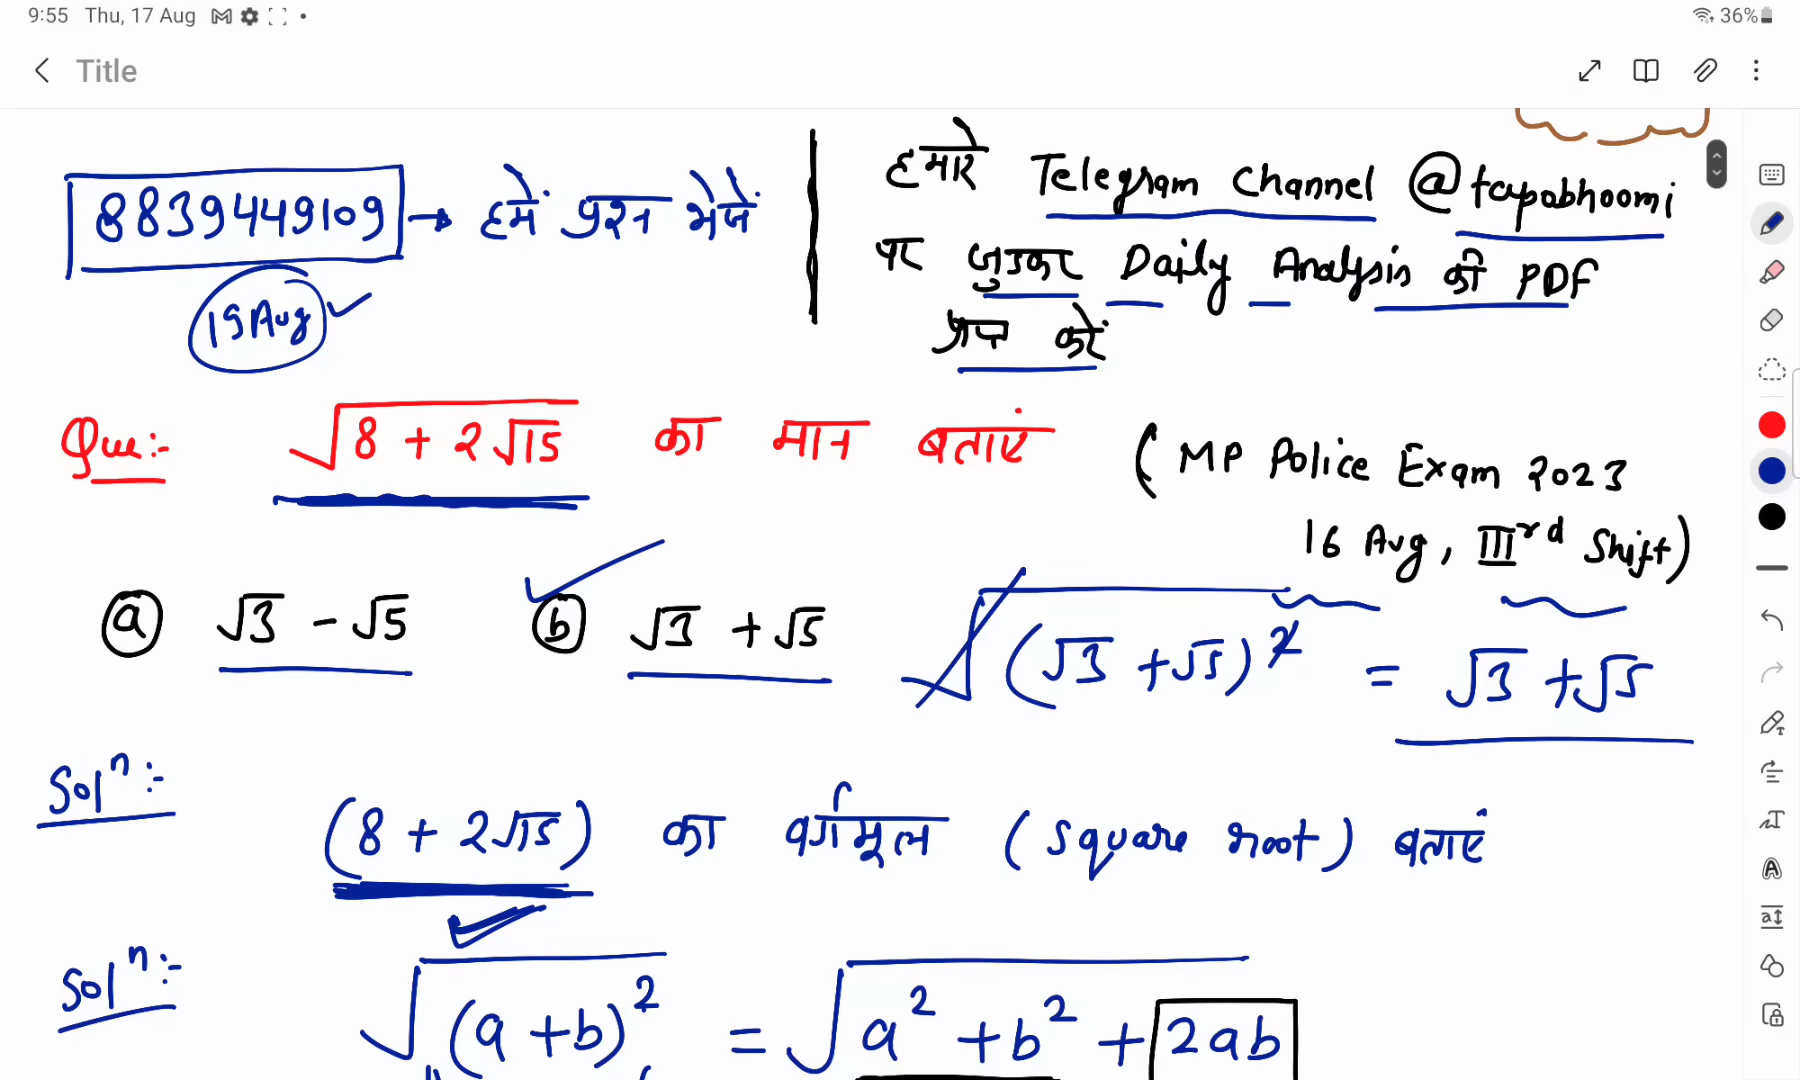 9:55 Thu, 17 Aug
36%
Title
8839449109 → हमें प्रश्न भेजें
19 Aug
हमारे Telegram Channel @tapobhoomi
पर जुड़कर Daily Analysis की PDF
प्राप्त करें
Que:- √(8 + 2√15) का मान बताएं
(MP Police Exam 2023
16 Aug, IIIrd Shift)
(a) √3 - √5 (b) √3 + √5
√(√3 + √5)² = √3 + √5
Solⁿ:-
(8 + 2√15) का वर्गमूल (Square root) बताएं
Solⁿ:-
√(a + b)² = √a² + b² + 2ab